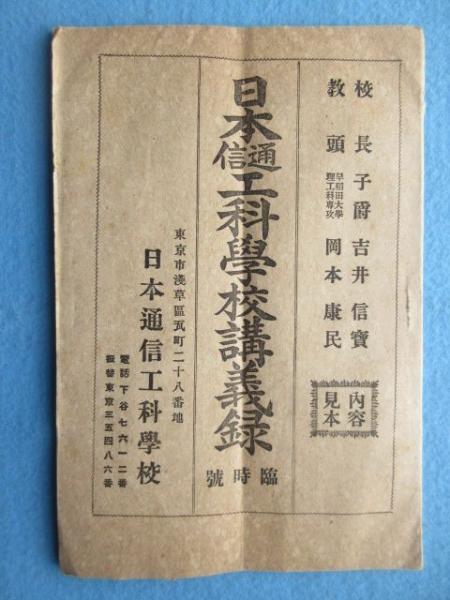 校長 子爵 吉井信寶
教頭 早稻田大學理工科專攻 岡本康民
內容見本
日本通信工科學校講義録
臨時號
東京市淺草區瓦町二十八番地
日本通信工科學校
電話下谷七六一二番
振替東京三五四八六番